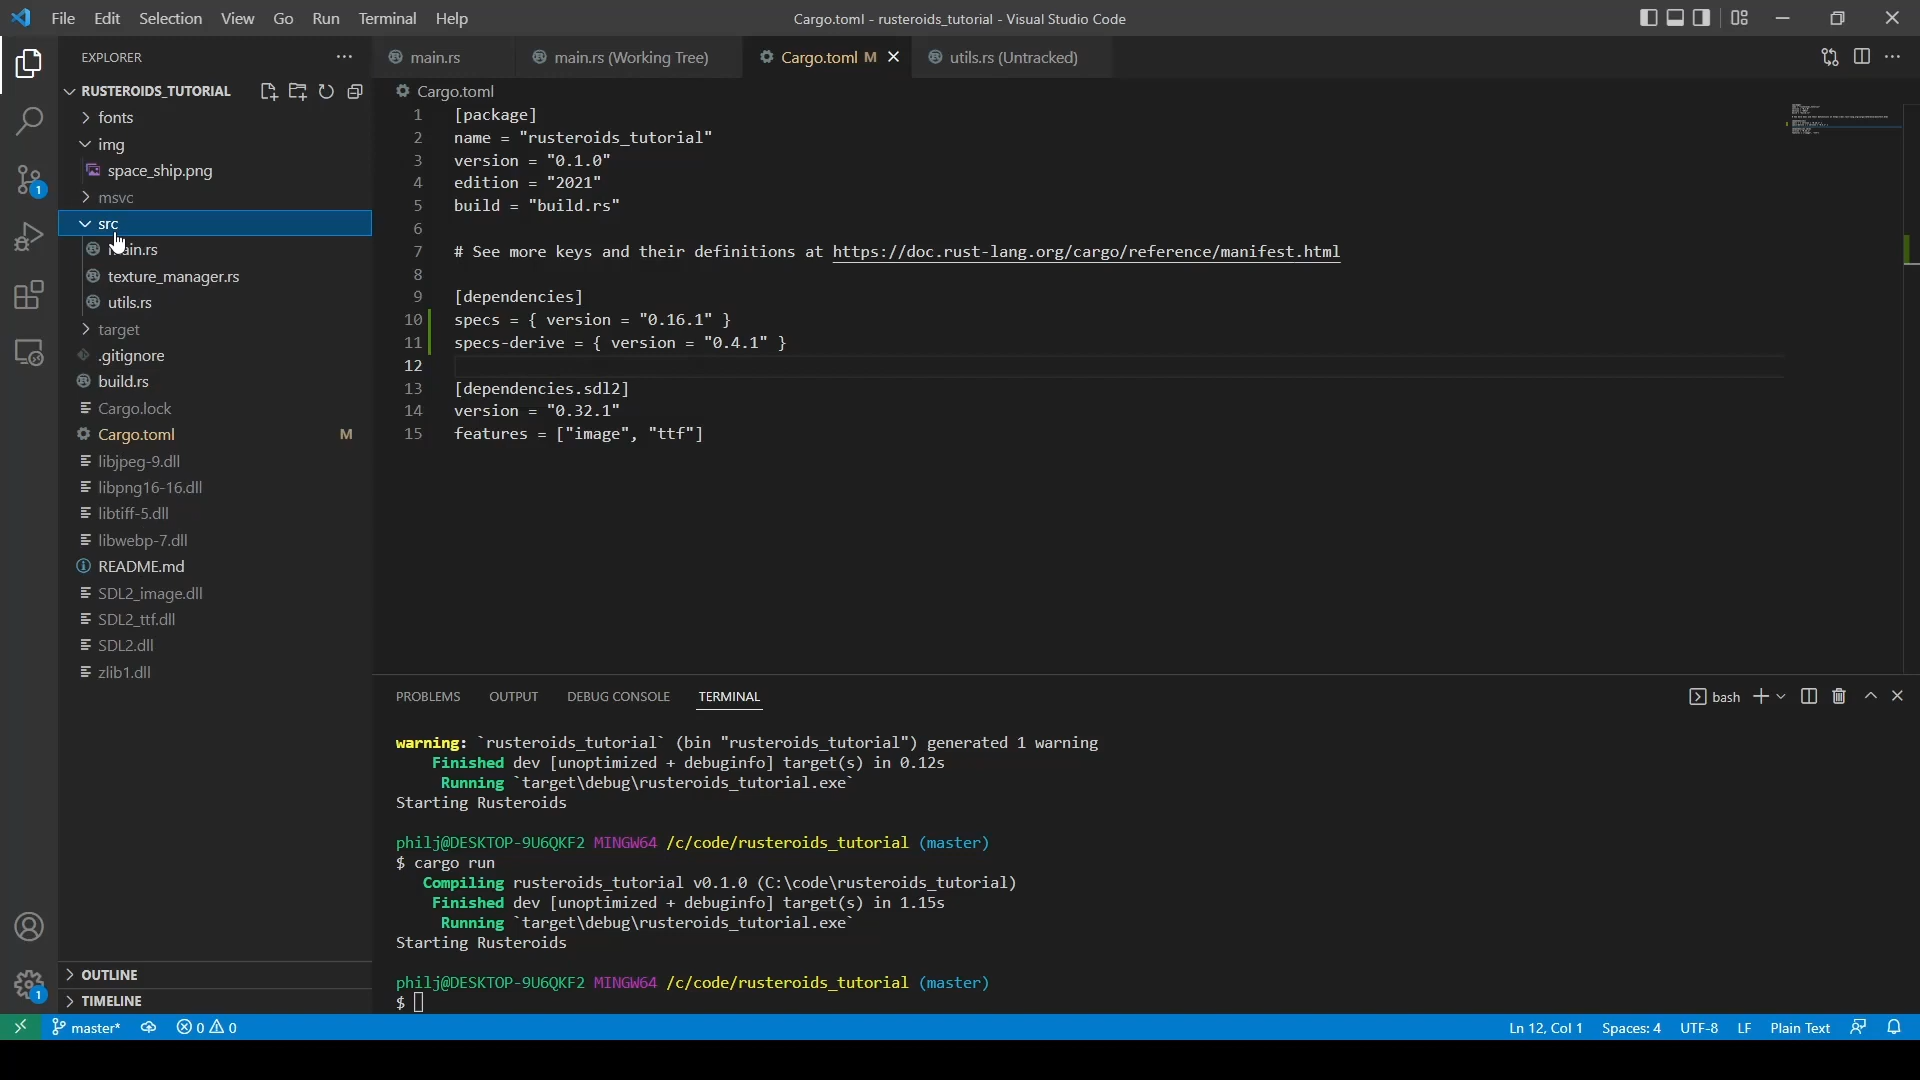 File Edit Selection View Go Run Terminal Help
Cargo.toml - rusteroids_tutorial - Visual Studio Code
EXPLORER
RUSTEROIDS_TUTORIAL
fonts
img
space_ship.png
msvc
src
main.rs
texture_manager.rs
utils.rs
target
.gitignore
build.rs
Cargo.lock
Cargo.toml M
libjpeg-9.dll
libpng16-16.dll
libtiff-5.dll
libwebp-7.dll
README.md
SDL2_image.dll
SDL2_ttf.dll
SDL2.dll
zlib1.dll
OUTLINE
TIMELINE
1
1
main.rs main.rs (Working Tree) Cargo.toml M utils.rs (Untracked)
Cargo.toml
1 [package]
2 name = "rusteroids_tutorial"
3 version = "0.1.0"
4 edition = "2021"
5 build = "build.rs"
6
7 # See more keys and their definitions at https://doc.rust-lang.org/cargo/reference/manifest.html
8
9 [dependencies]
10 specs = { version = "0.16.1" }
11 specs-derive = { version = "0.4.1" }
12
13 [dependencies.sdl2]
14 version = "0.32.1"
15 features = ["image", "ttf"]
PROBLEMS OUTPUT DEBUG CONSOLE TERMINAL
bash
warning: `rusteroids_tutorial` (bin "rusteroids_tutorial") generated 1 warning
Finished dev [unoptimized + debuginfo] target(s) in 0.12s
Running `target\debug\rusteroids_tutorial.exe`
Starting Rusteroids
philj@DESKTOP-9U6QKF2 MINGW64 /c/code/rusteroids_tutorial (master)
$ cargo run
Compiling rusteroids_tutorial v0.1.0 (C:\code\rusteroids_tutorial)
Finished dev [unoptimized + debuginfo] target(s) in 1.15s
Running `target\debug\rusteroids_tutorial.exe`
Starting Rusteroids
philj@DESKTOP-9U6QKF2 MINGW64 /c/code/rusteroids_tutorial (master)
$
master* 0 0
Ln 12, Col 1 Spaces: 4 UTF-8 LF Plain Text